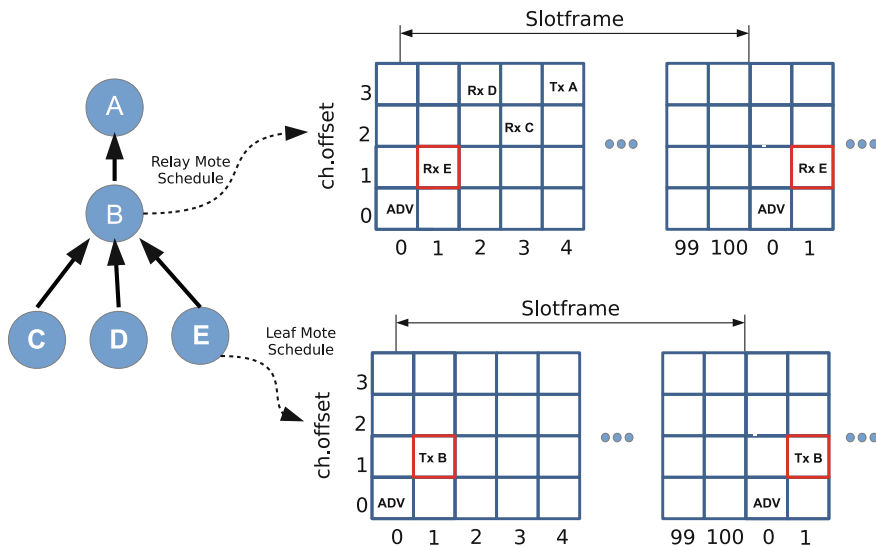 Slotframe
A
B
C
D
E
Relay Mote
Schedule
Leaf Mote
Schedule
ch.offset
3
2
1
0
Rx D
Tx A
Rx C
Rx E
ADV
0 1 2 3 4
Rx E
ADV
99 100 0 1
Slotframe
ch.offset
3
2
1
0
Tx B
ADV
0 1 2 3 4
Tx B
ADV
99 100 0 1